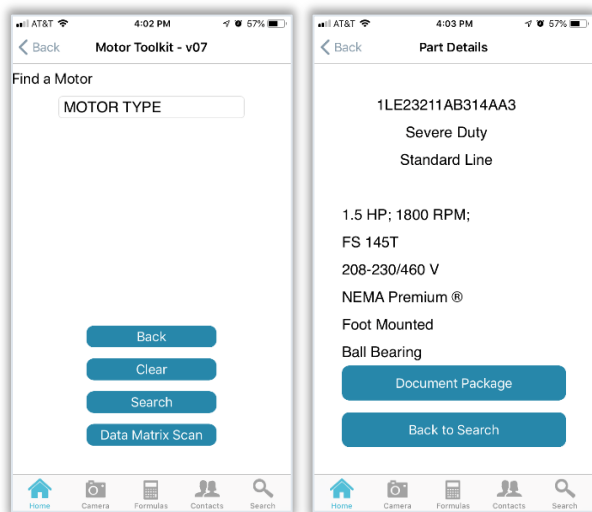 AT&T 4:02 PM 57%
Back Motor Toolkit - v07
Find a Motor
MOTOR TYPE
Back
Clear
Search
Data Matrix Scan
Home Camera Formulas Contacts Search
AT&T 4:03 PM 57%
Back Part Details
1LE23211AB314AA3
Severe Duty
Standard Line
1.5 HP; 1800 RPM;
FS 145T
208-230/460 V
NEMA Premium ®
Foot Mounted
Ball Bearing
Document Package
Back to Search
Home Camera Formulas Contacts Search